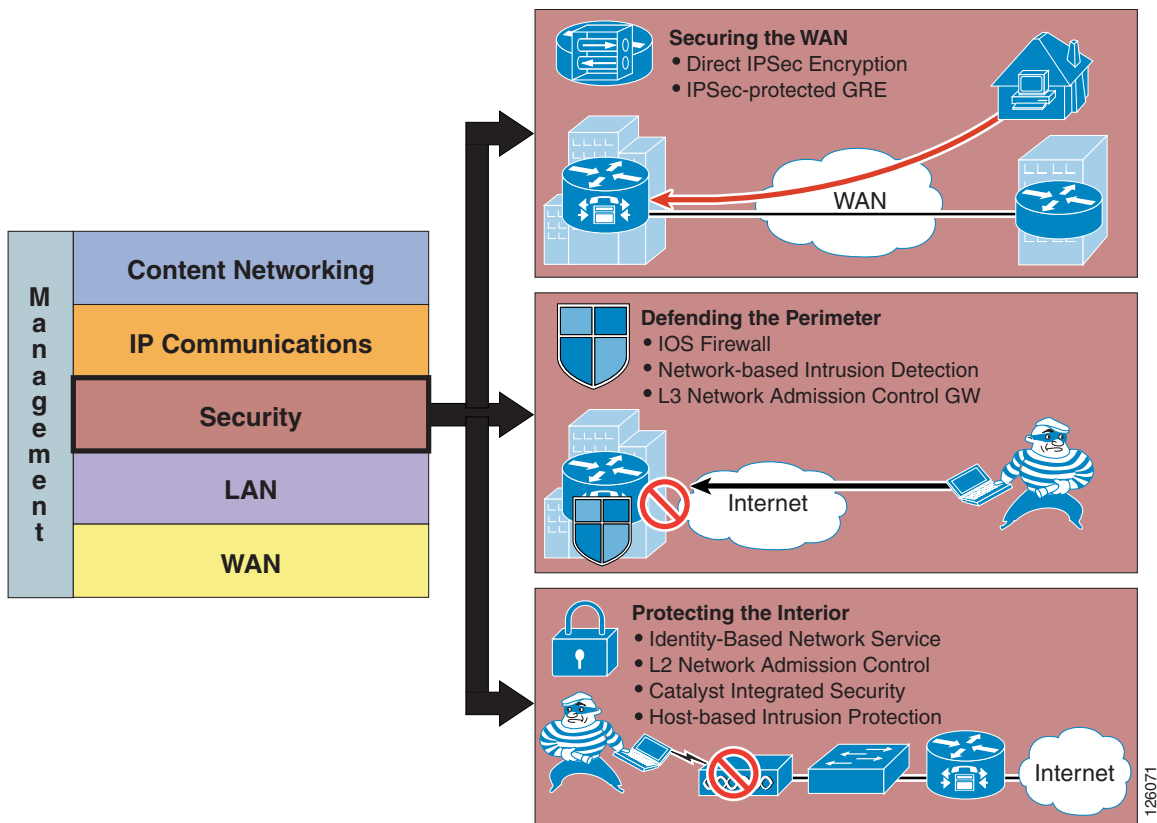 Management
Content Networking
IP Communications
Security
LAN
WAN
Securing the WAN
• Direct IPSec Encryption
• IPSec-protected GRE
WAN
Defending the Perimeter
• IOS Firewall
• Network-based Intrusion Detection
• L3 Network Admission Control GW
Internet
Protecting the Interior
• Identity-Based Network Service
• L2 Network Admission Control
• Catalyst Integrated Security
• Host-based Intrusion Protection
Internet
126071